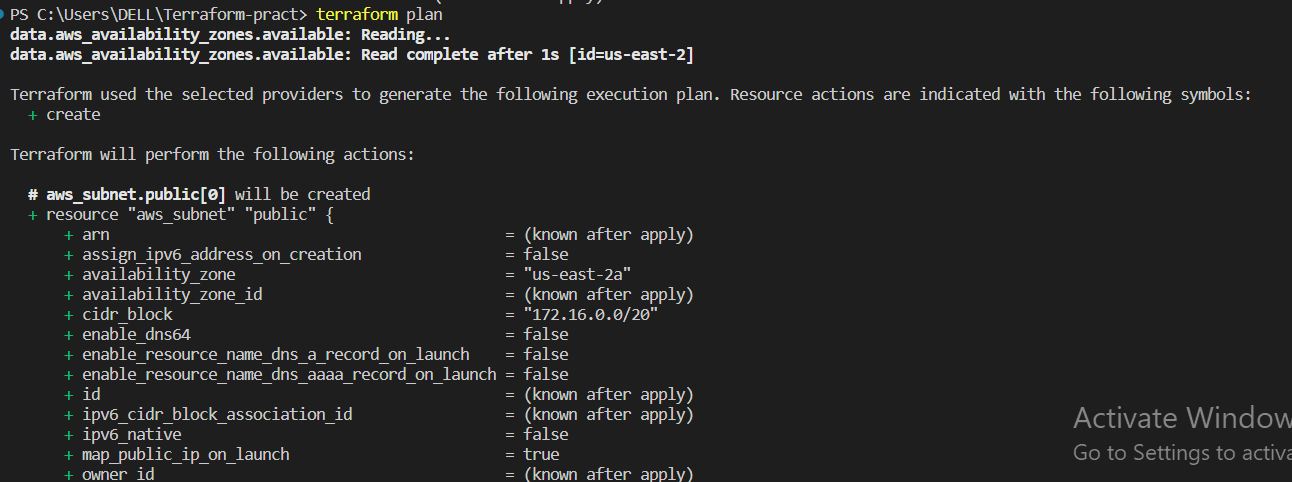 PS C:\Users\DELL\Terraform-pract> terraform plan
data.aws_availability_zones.available: Reading...
data.aws_availability_zones.available: Read complete after 1s [id=us-east-2]
Terraform used the selected providers to generate the following execution plan. Resource actions are indicated with the following symbols:
+ create
Terraform will perform the following actions:
# aws_subnet.public[0] will be created
+ resource "aws_subnet" "public" {
+ arn = (known after apply)
+ assign_ipv6_address_on_creation = false
+ availability_zone = "us-east-2a"
+ availability_zone_id = (known after apply)
+ cidr_block = "172.16.0.0/20"
+ enable_dns64 = false
+ enable_resource_name_dns_a_record_on_launch = false
+ enable_resource_name_dns_aaaa_record_on_launch = false
+ id = (known after apply)
+ ipv6_cidr_block_association_id = (known after apply)
+ ipv6_native = false
+ map_public_ip_on_launch = true
+ owner_id = (known after apply)
Activate Window
Go to Settings to activa